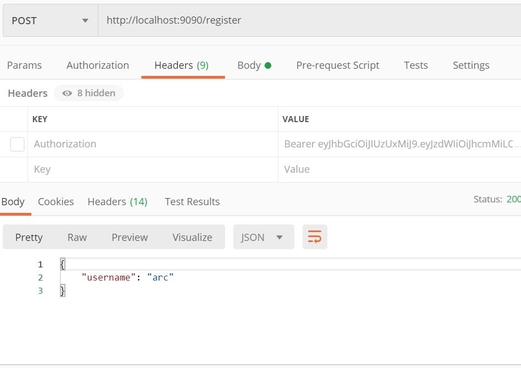 POST http://localhost:9090/register
Params Authorization Headers (9) Body Pre-request Script Tests Settings
Headers 8 hidden
KEY VALUE
Authorization Bearer eyJhbGciOiJIUzUxMiJ9.eyJzdWIiOiJhcmMiLC...
Key Value
Body Cookies Headers (14) Test Results Status: 200
Pretty Raw Preview Visualize JSON
1 {
2 "username": "arc"
3 }